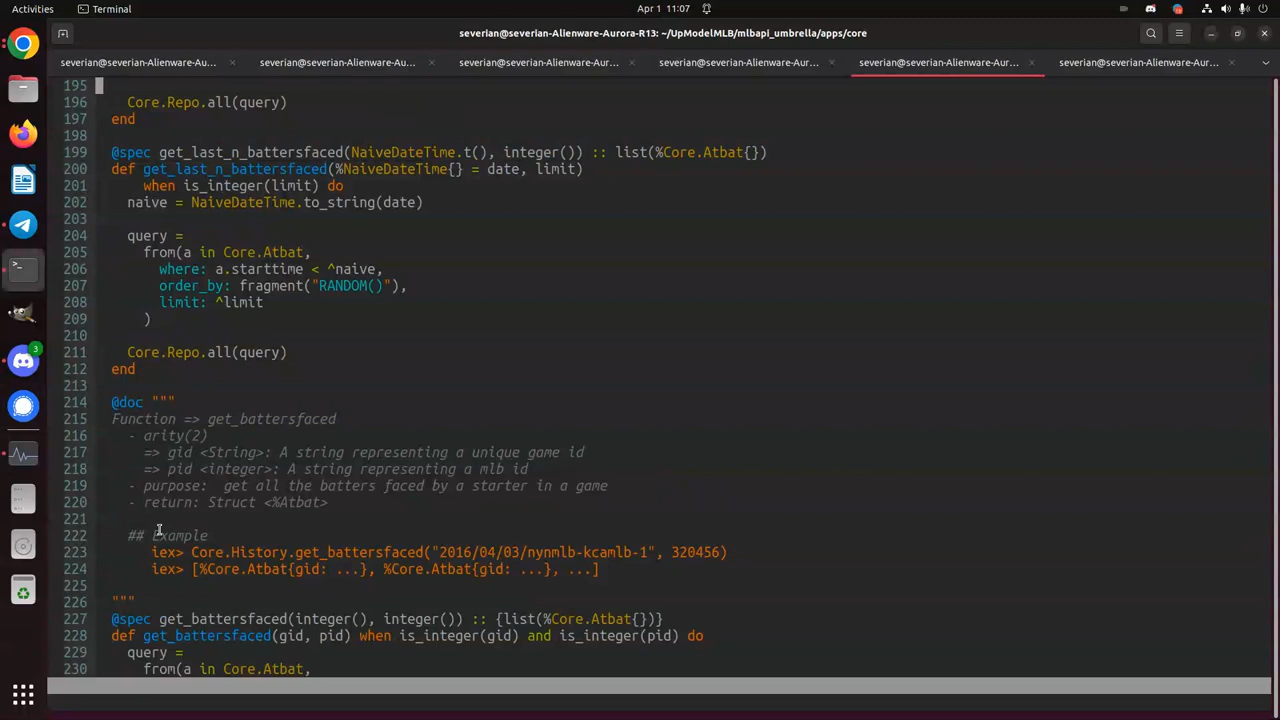 Activities
Terminal
Apr 1 11:07
severian@severian-Alienware-Aurora-R13: ~/UpModelMLB/mlbapi_umbrella/apps/core
severian@severian-Alienware-Au... × severian@severian-Alienware-Au... × severian@severian-Alienware-Aur... × severian@severian-Alienware-Au... × severian@severian-Alienware-Aur... × severian@severian-Alienware-Aur... ×
195
196 Core.Repo.all(query)
197 end
198
199 @spec get_last_n_battersfaced(NaiveDateTime.t(), integer()) :: list(%Core.Atbat{})
200 def get_last_n_battersfaced(%NaiveDateTime{} = date, limit)
201 when is_integer(limit) do
202 naive = NaiveDateTime.to_string(date)
203
204 query =
205 from(a in Core.Atbat,
206 where: a.starttime < ^naive,
207 order_by: fragment("RANDOM()"),
208 limit: ^limit
209 )
210
211 Core.Repo.all(query)
212 end
213
214 @doc """
215 Function => get_battersfaced
216 - arity(2)
217 => gid <String>: A string representing a unique game id
218 => pid <integer>: A string representing a mlb id
219 - purpose: get all the batters faced by a starter in a game
220 - return: Struct <%Atbat>
221
222 ## Example
223 iex> Core.History.get_battersfaced("2016/04/03/nynmlb-kcamlb-1", 320456)
224 iex> [%Core.Atbat{gid: ...}, %Core.Atbat{gid: ...}, ...]
225
226 """
227 @spec get_battersfaced(integer(), integer()) :: {list(%Core.Atbat{})}
228 def get_battersfaced(gid, pid) when is_integer(gid) and is_integer(pid) do
229 query =
230 from(a in Core.Atbat,
3